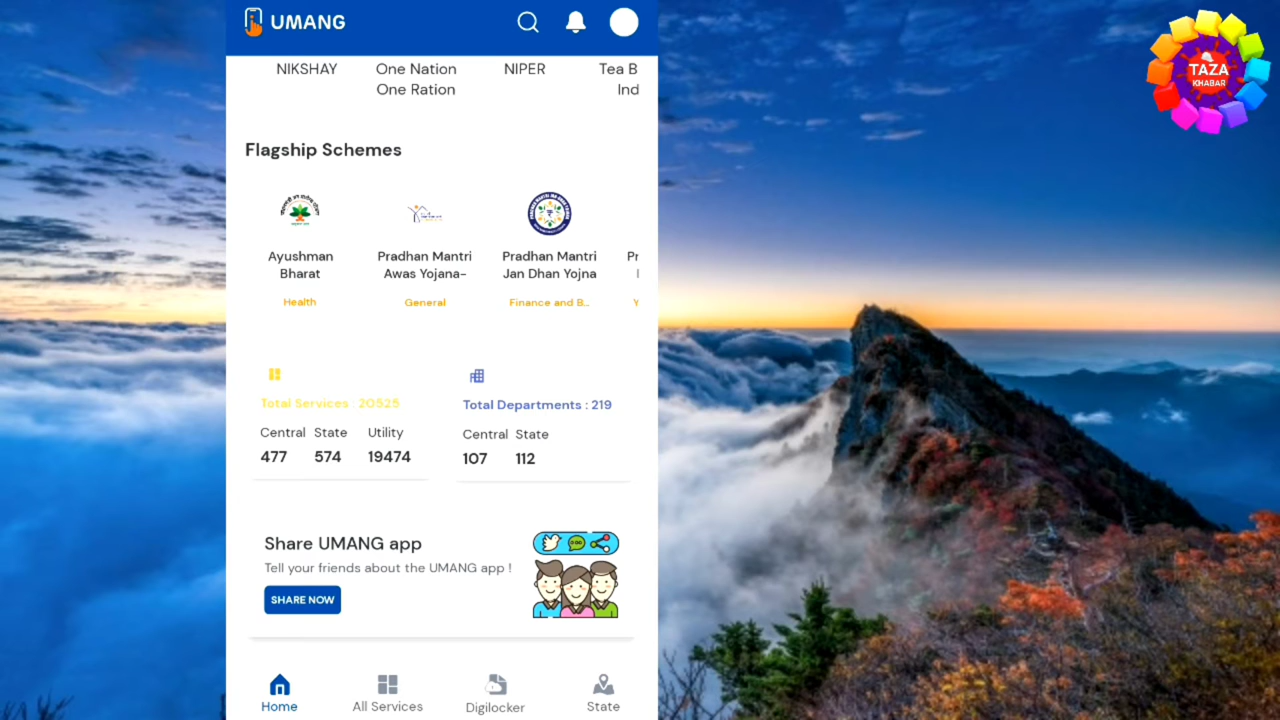 UMANG
TAZA
KHABAR
NIKSHAY
One Nation
One Ration
NIPER
Tea B
Ind
Flagship Schemes
Ayushman
Bharat
Health
Pradhan Mantri
Awas Yojana-
General
Pradhan Mantri
Jan Dhan Yojna
Finance and B..
Total Services : 20525
Central State Utility
477 574 19474
Total Departments : 219
Central State
107 112
Share UMANG app
Tell your friends about the UMANG app !
SHARE NOW
Home
All Services
Digilocker
State